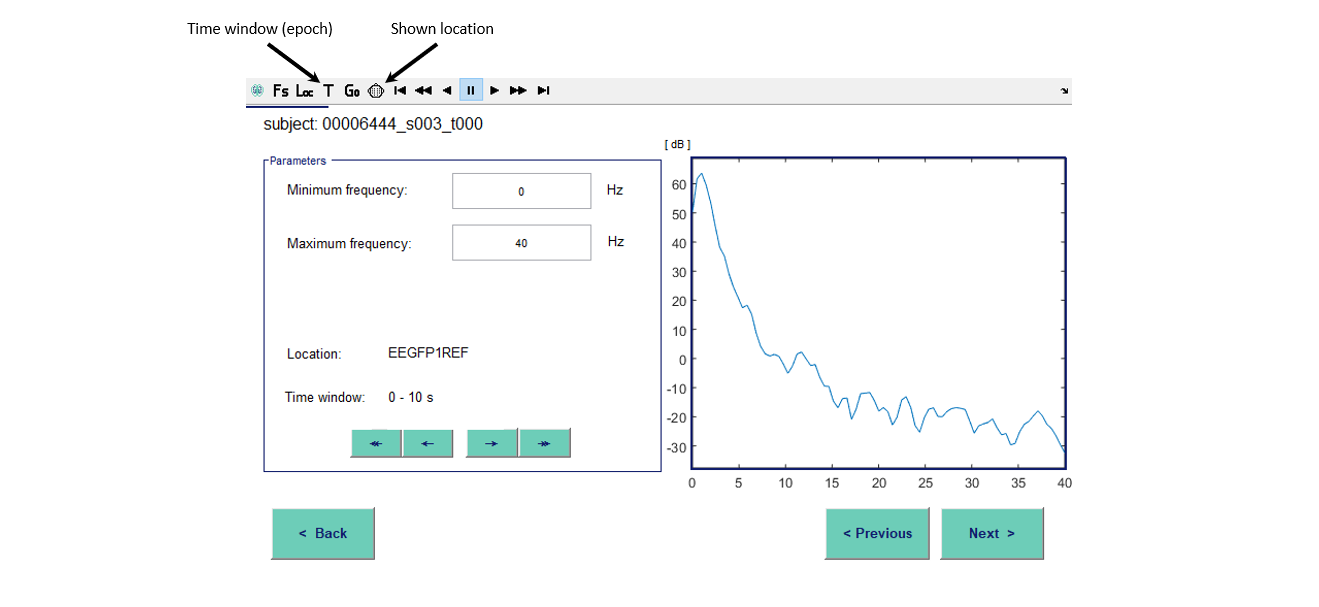 Time window (epoch) Shown location
Fs Loc T Go
subject: 00006444_s003_t000
[ dB ]
Parameters
Minimum frequency: 0 Hz
Maximum frequency: 40 Hz
Location: EEGFP1REF
Time window: 0 - 10 s
60
50
40
30
20
10
0
-10
-20
-30
0 5 10 15 20 25 30 35 40
< Back
< Previous
Next >